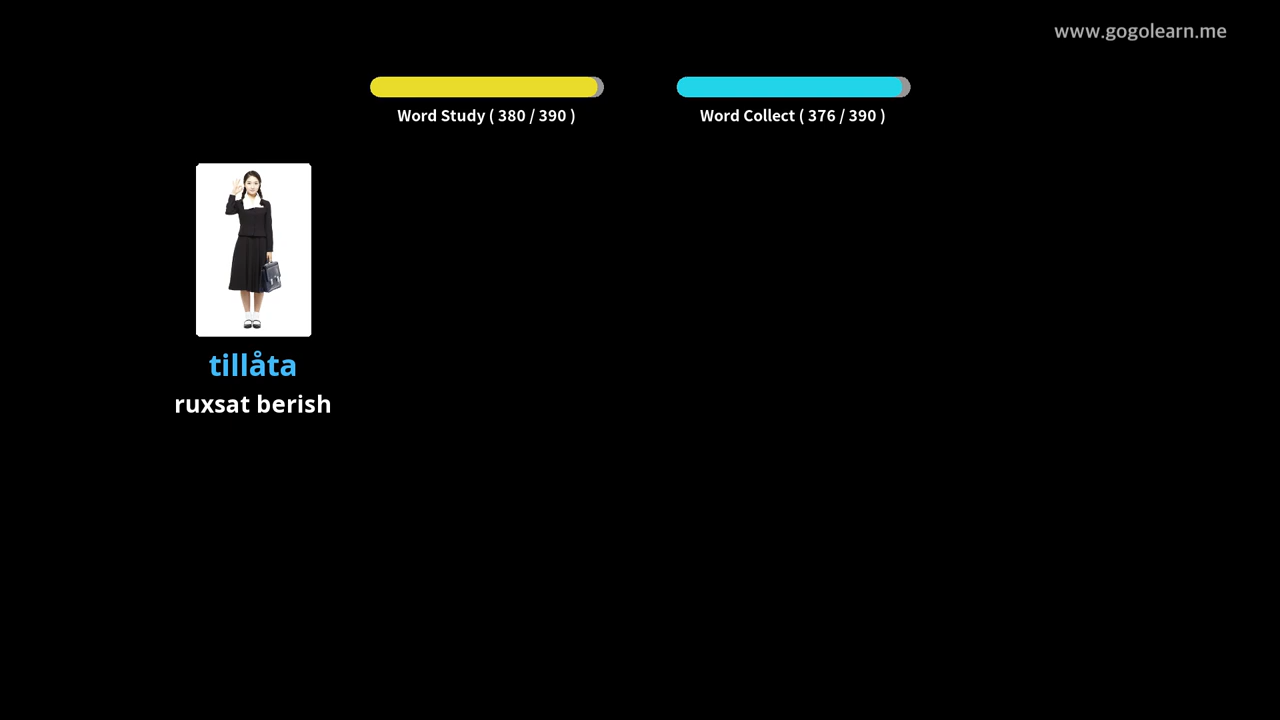 www.gogolearn.me
Word Study ( 380 / 390 )
Word Collect ( 376 / 390 )
tillåta
ruxsat berish